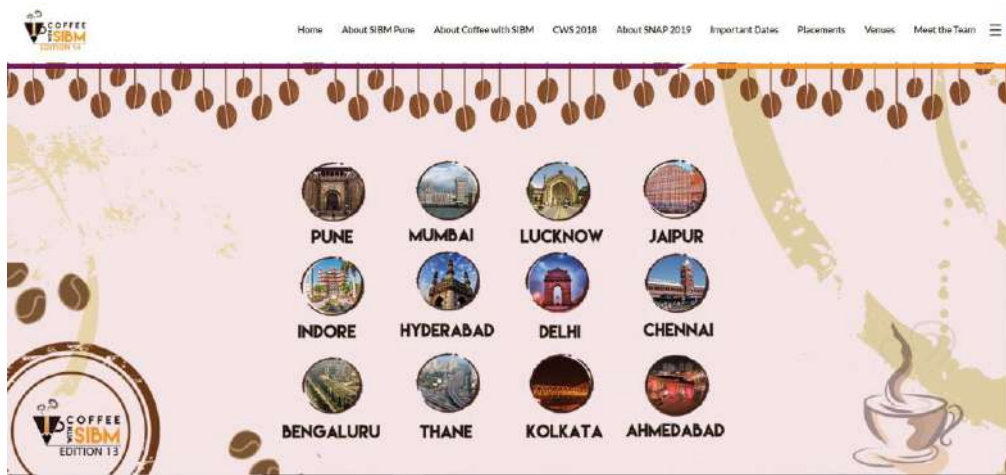 COFFEE
WITH SIBM
EDITION 14
Home About SIBM Pune About Coffee with SIBM CWS 2018 About SNAP 2019 Important Dates Placements Venues Meet the Team
PUNE MUMBAI LUCKNOW JAIPUR
INDORE HYDERABAD DELHI CHENNAI
BENGALURU THANE KOLKATA AHMEDABAD
COFFEE
WITH SIBM
EDITION 13